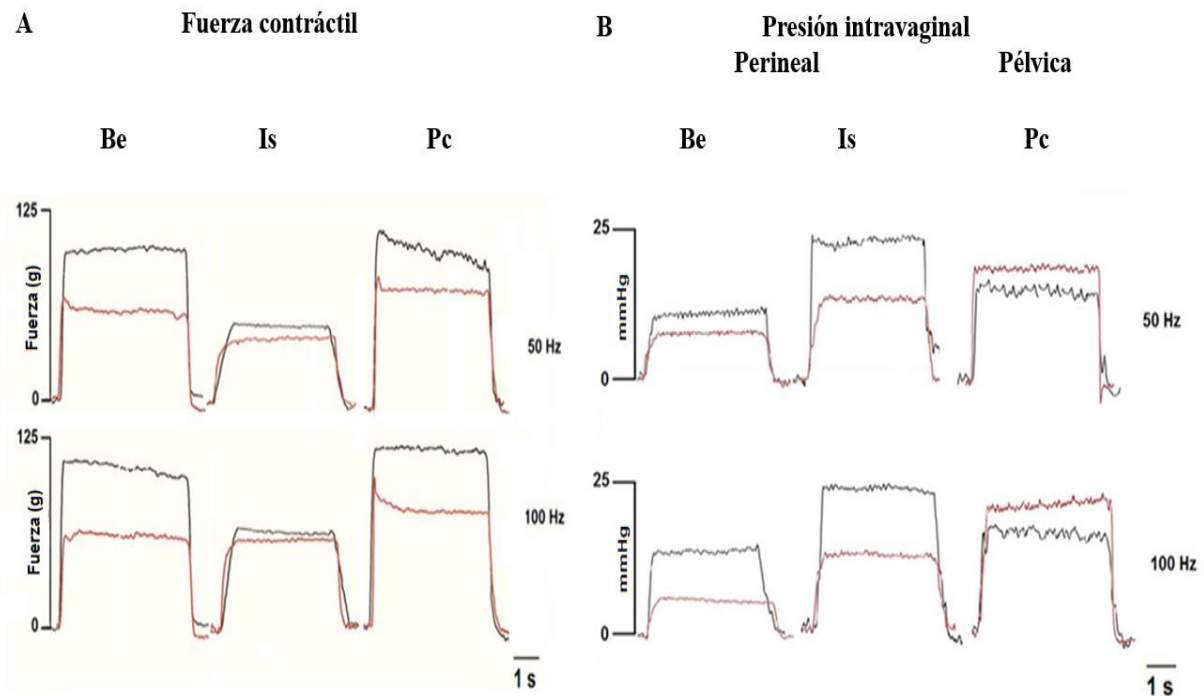 A
Fuerza contráctil
Be Is Pc
125
Fuerza (g)
0
50 Hz
125
Fuerza (g)
0
100 Hz
1 s
B
Presión intravaginal
Perineal Pélvica
Be Is Pc
25
mmHg
0
50 Hz
25
mmHg
0
100 Hz
1 s